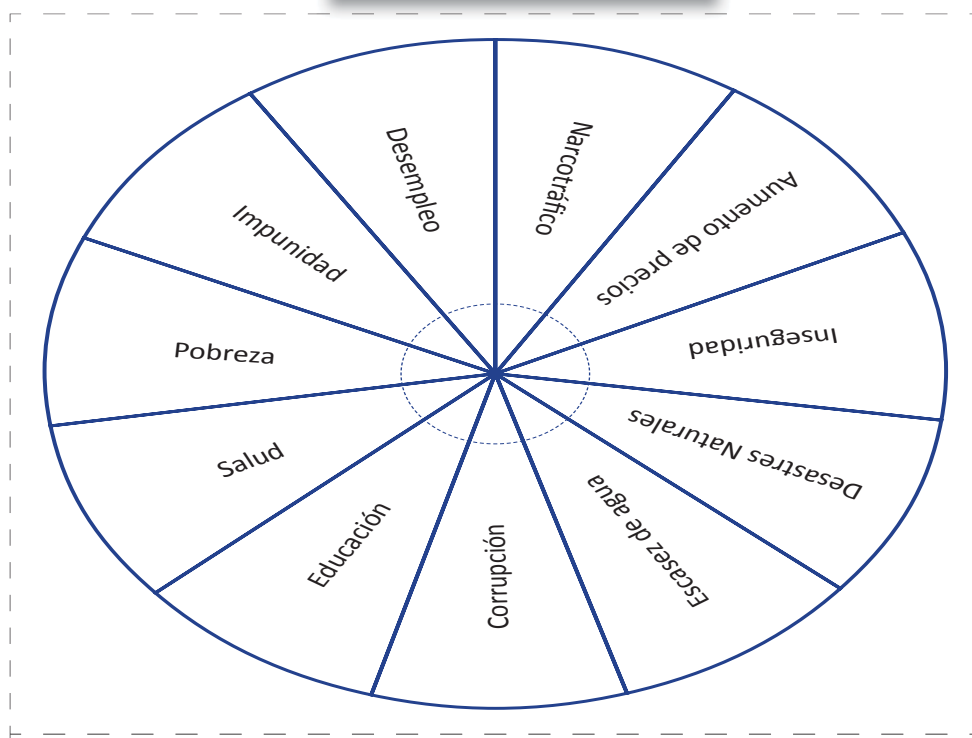 Narcotráfico
Aumento de precios
Inseguridad
Desastres Naturales
Escasez de agua
Corrupción
Educación
Salud
Pobreza
Impunidad
Desempleo